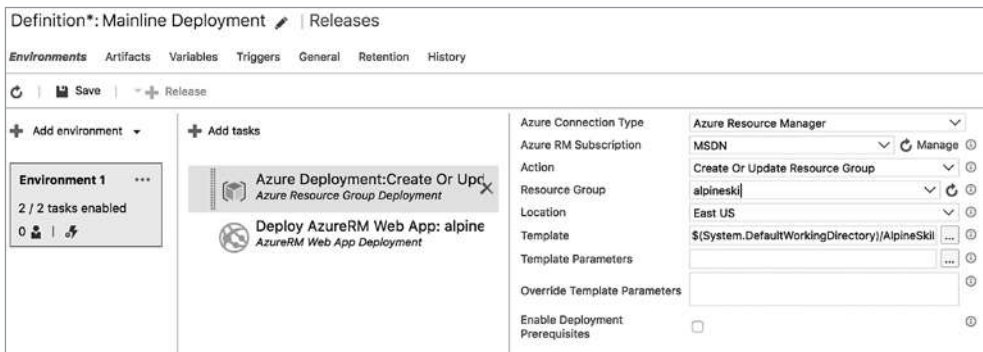 Definition*: Mainline Deployment | Releases
Environments Artifacts Variables Triggers General Retention History
Save | Release
Add environment
Add tasks
Environment 1 ...
2 / 2 tasks enabled
0
Azure Deployment:Create Or Upd
Azure Resource Group Deployment
Deploy AzureRM Web App: alpine
AzureRM Web App Deployment
Azure Connection Type Azure Resource Manager
Azure RM Subscription MSDN Manage
Action Create Or Update Resource Group
Resource Group alpineski
Location East US
Template $(System.DefaultWorkingDirectory)/AlpineSkiI ...
Template Parameters ...
Override Template Parameters
Enable Deployment
Prerequisites